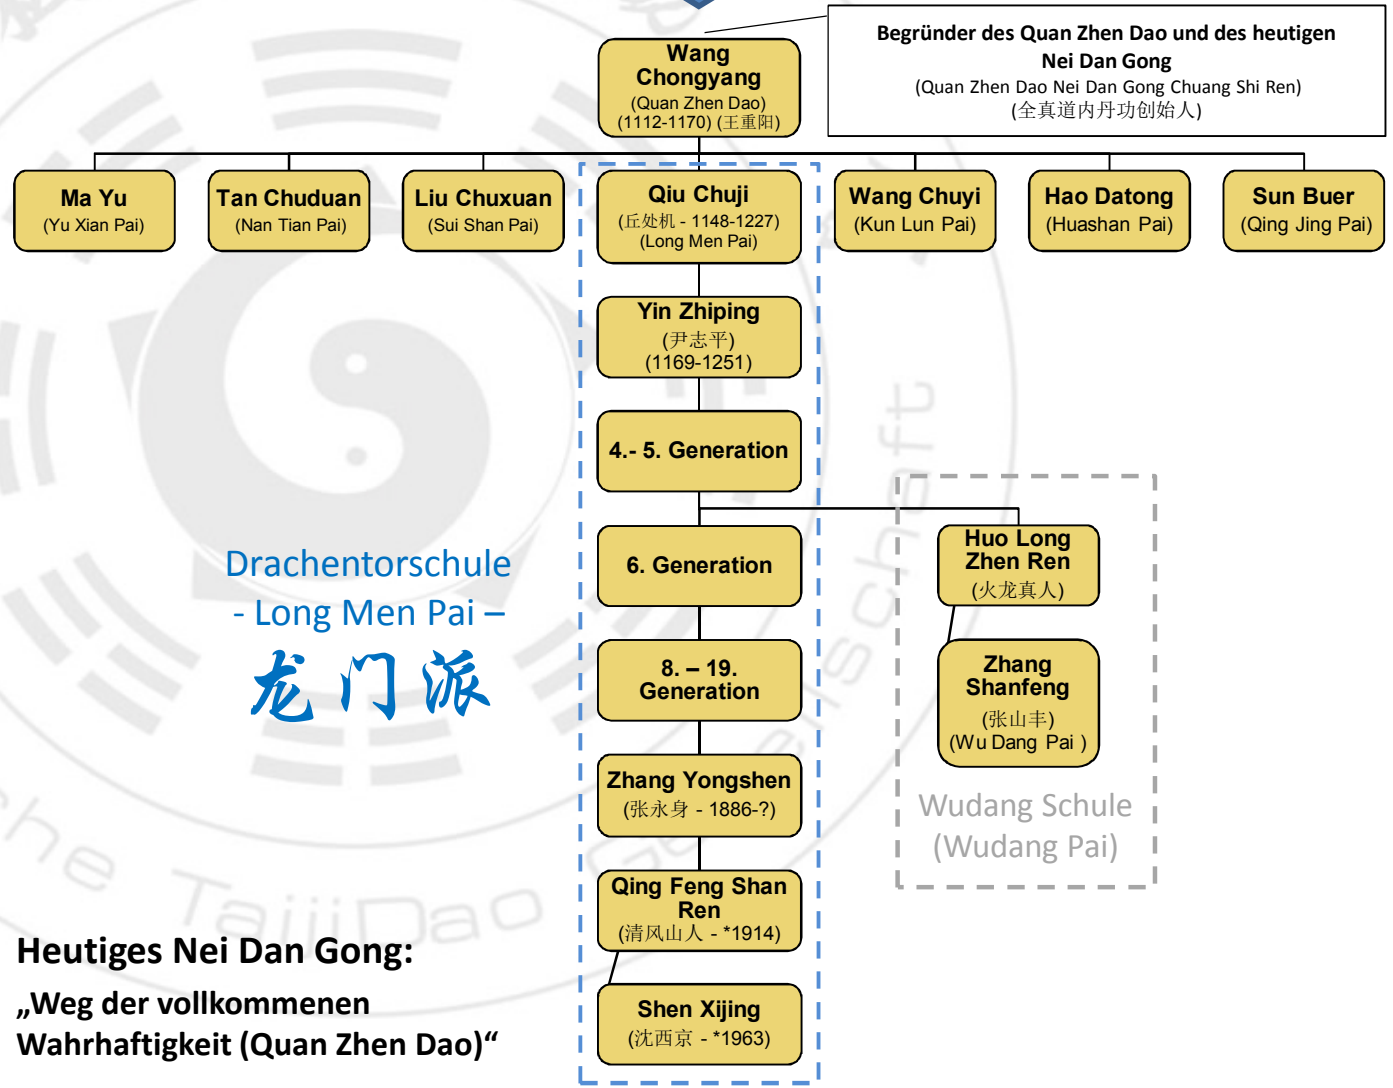 Begründer des Quan Zhen Dao und des heutigen
Nei Dan Gong
(Quan Zhen Dao Nei Dan Gong Chuang Shi Ren)
(全真道内丹功创始人)
Wang
Chongyang
(Quan Zhen Dao)
(1112-1170) (王重阳)
Ma Yu
(Yu Xian Pai)
Tan Chuduan
(Nan Tian Pai)
Liu Chuxuan
(Sui Shan Pai)
Qiu Chuji
(丘处机 - 1148-1227)
(Long Men Pai)
Wang Chuyi
(Kun Lun Pai)
Hao Datong
(Huashan Pai)
Sun Buer
(Qing Jing Pai)
Yin Zhiping
(尹志平)
(1169-1251)
4.- 5. Generation
6. Generation
Huo Long
Zhen Ren
(火龙真人)
Drachentorschule
- Long Men Pai –
龙门派
8. – 19.
Generation
Zhang
Shanfeng
(张山丰)
(Wu Dang Pai )
Wudang Schule
(Wudang Pai)
Zhang Yongshen
(张永身 - 1886-?)
Qing Feng Shan
Ren
(清风山人 - *1914)
Shen Xijing
(沈西京 - *1963)
Heutiges Nei Dan Gong:
„Weg der vollkommenen
Wahrhaftigkeit (Quan Zhen Dao)“
TaijiDao